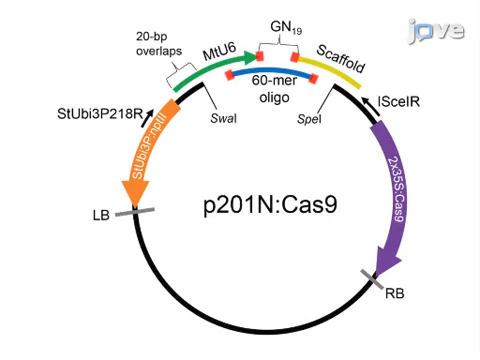 jove
GN19
20-bp
overlaps
MtU6
Scaffold
60-mer
oligo
StUbi3P218R
SwaI
SpeI
ISceIR
StUbi3P:nptII
2x35S:Cas9
p201N:Cas9
LB
RB